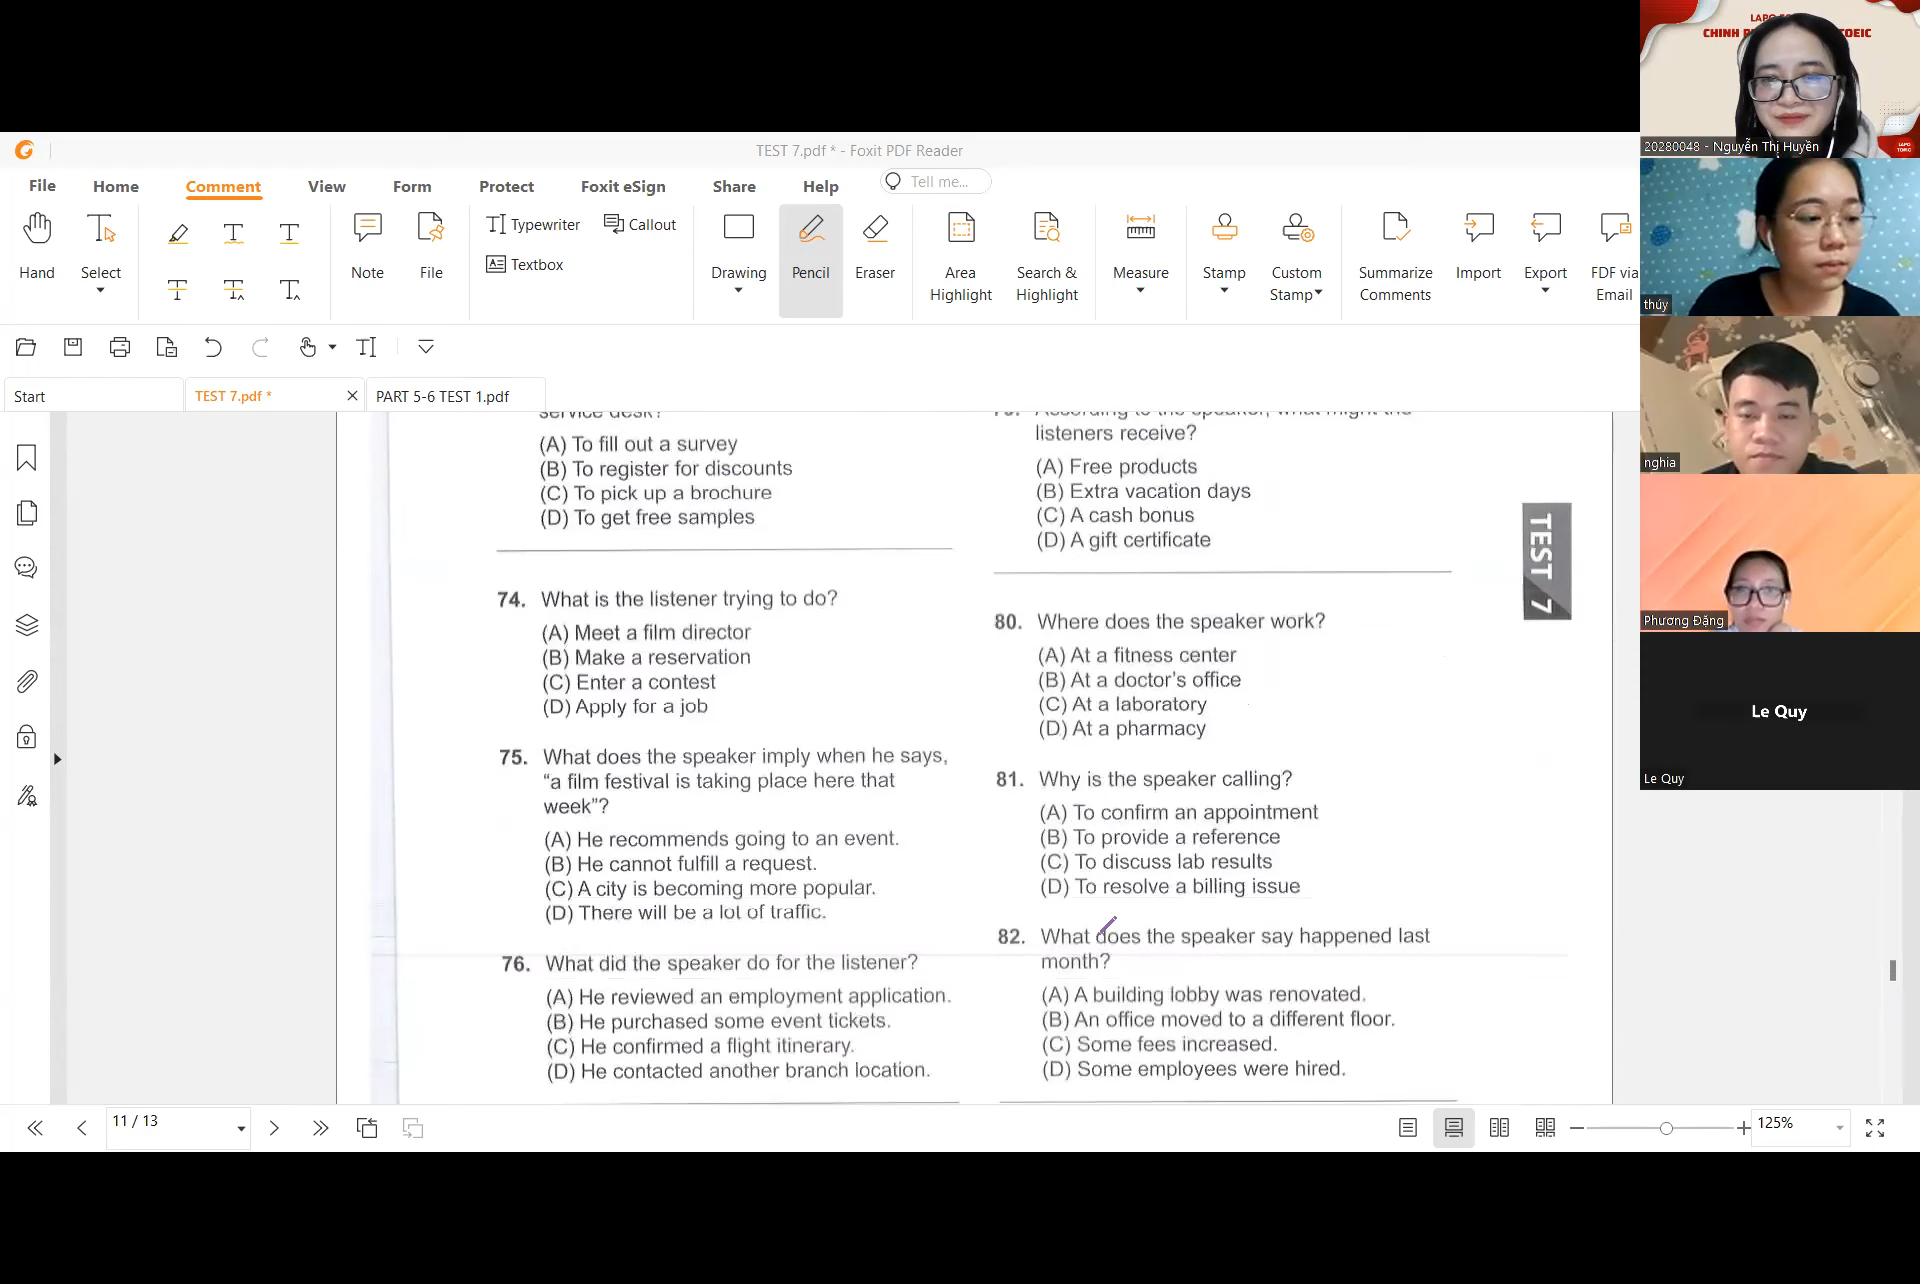 TEST 7.pdf * - Foxit PDF Reader
File Home Comment View Form Protect Foxit eSign Share Help Tell me...
Hand Select Note File Typewriter Callout Textbox Drawing Pencil Eraser Area Highlight Search & Highlight Measure Stamp Custom Stamp Summarize Comments Import Export FDF via Email
Start TEST 7.pdf * PART 5-6 TEST 1.pdf
service desk?
(A) To fill out a survey
(B) To register for discounts
(C) To pick up a brochure
(D) To get free samples
74. What is the listener trying to do?
(A) Meet a film director
(B) Make a reservation
(C) Enter a contest
(D) Apply for a job
75. What does the speaker imply when he says,
“a film festival is taking place here that
week”?
(A) He recommends going to an event.
(B) He cannot fulfill a request.
(C) A city is becoming more popular.
(D) There will be a lot of traffic.
76. What did the speaker do for the listener?
(A) He reviewed an employment application.
(B) He purchased some event tickets.
(C) He confirmed a flight itinerary.
(D) He contacted another branch location.
79. According to the speaker, what might the
listeners receive?
(A) Free products
(B) Extra vacation days
(C) A cash bonus
(D) A gift certificate
80. Where does the speaker work?
(A) At a fitness center
(B) At a doctor's office
(C) At a laboratory
(D) At a pharmacy
81. Why is the speaker calling?
(A) To confirm an appointment
(B) To provide a reference
(C) To discuss lab results
(D) To resolve a billing issue
82. What does the speaker say happened last
month?
(A) A building lobby was renovated.
(B) An office moved to a different floor.
(C) Some fees increased.
(D) Some employees were hired.
TEST 7
11 / 13
125%
20280048 - Nguyễn Thị Huyền
thúy
nghia
Phương Đặng
Le Quy
Le Quy